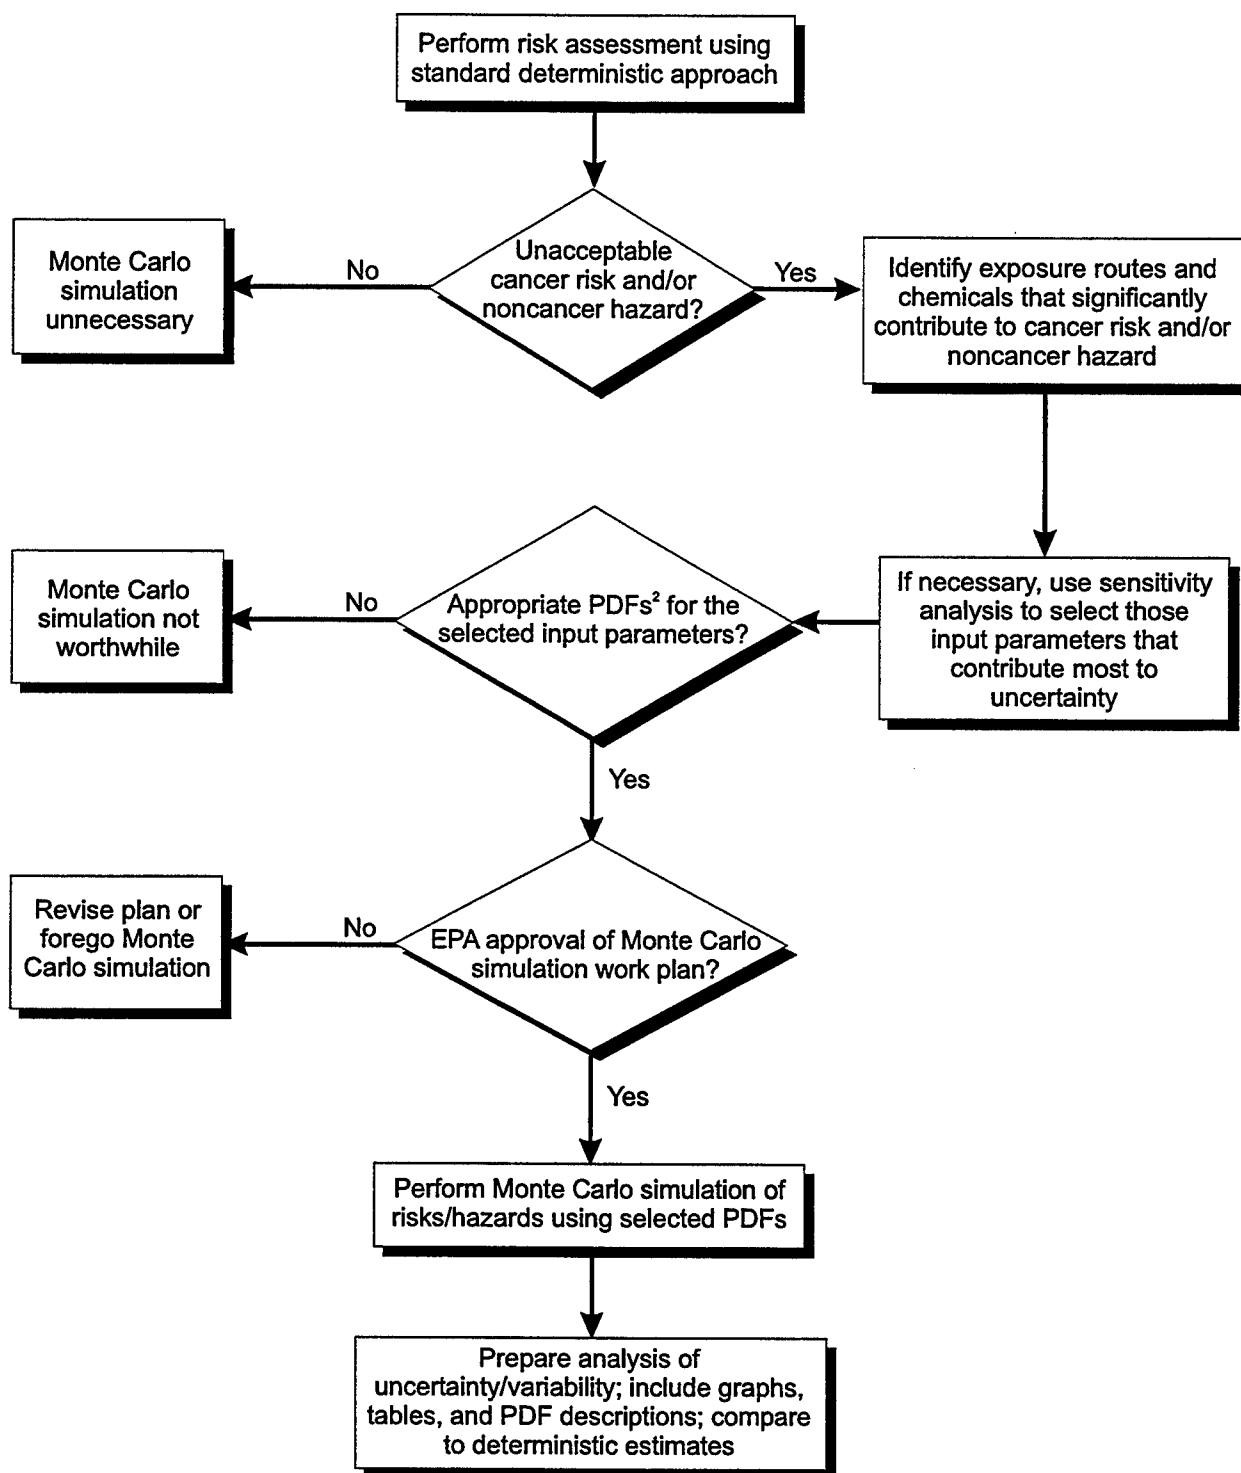 Perform risk assessment using
standard deterministic approach
Unacceptable
cancer risk and/or
noncancer hazard?
No
Yes
Monte Carlo
simulation
unnecessary
Identify exposure routes and
chemicals that significantly
contribute to cancer risk and/or
noncancer hazard
If necessary, use sensitivity
analysis to select those
input parameters that
contribute most to
uncertainty
Appropriate PDFs² for the
selected input parameters?
No
Monte Carlo
simulation not
worthwhile
Yes
EPA approval of Monte Carlo
simulation work plan?
No
Revise plan or
forego Monte
Carlo simulation
Yes
Perform Monte Carlo simulation of
risks/hazards using selected PDFs
Prepare analysis of
uncertainty/variability; include graphs,
tables, and PDF descriptions; compare
to deterministic estimates